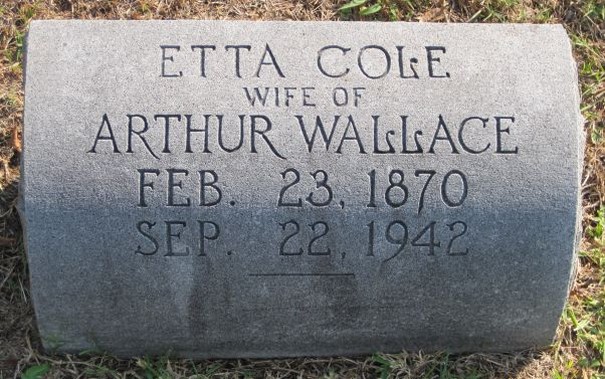 ETTA COLE
WIFE OF
ARTHUR WALLACE
FEB. 23, 1870
SEP. 22, 1942